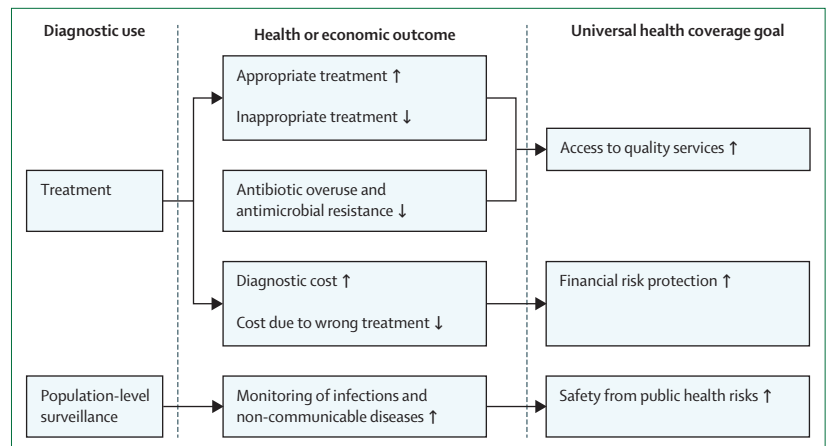 Diagnostic use
Health or economic outcome
Universal health coverage goal
Treatment
Appropriate treatment ↑
Inappropriate treatment ↓
Antibiotic overuse and
antimicrobial resistance ↓
Diagnostic cost ↑
Cost due to wrong treatment ↓
Access to quality services ↑
Financial risk protection ↑
Population-level
surveillance
Monitoring of infections and
non-communicable diseases ↑
Safety from public health risks ↑